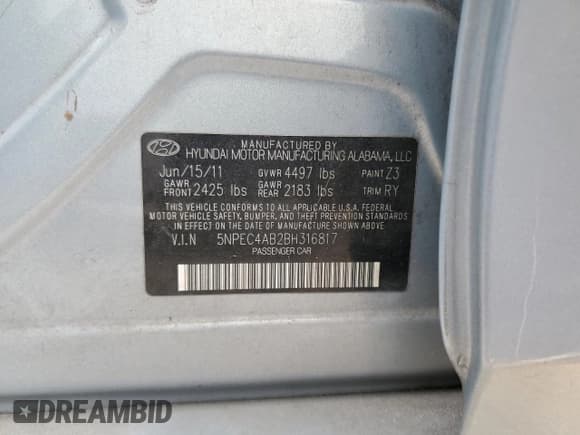 MANUFACTURED BY
HYUNDAI MOTOR MANUFACTURING ALABAMA, LLC
Jun/15/11 GVWR 4497 lbs PAINT Z3
GAWR FRONT 2425 lbs GAWR REAR 2183 lbs TRIM RY
THIS VEHICLE CONFORMS TO ALL APPLICABLE U.S.A. FEDERAL
MOTOR VEHICLE SAFETY, BUMPER, AND THEFT PREVENTION STANDARDS
IN EFFECT ON THE DATE OF MANUFACTURE SHOWN ABOVE
V.I.N 5NPEC4AB2BH316817
PASSENGER CAR
DREAMBID